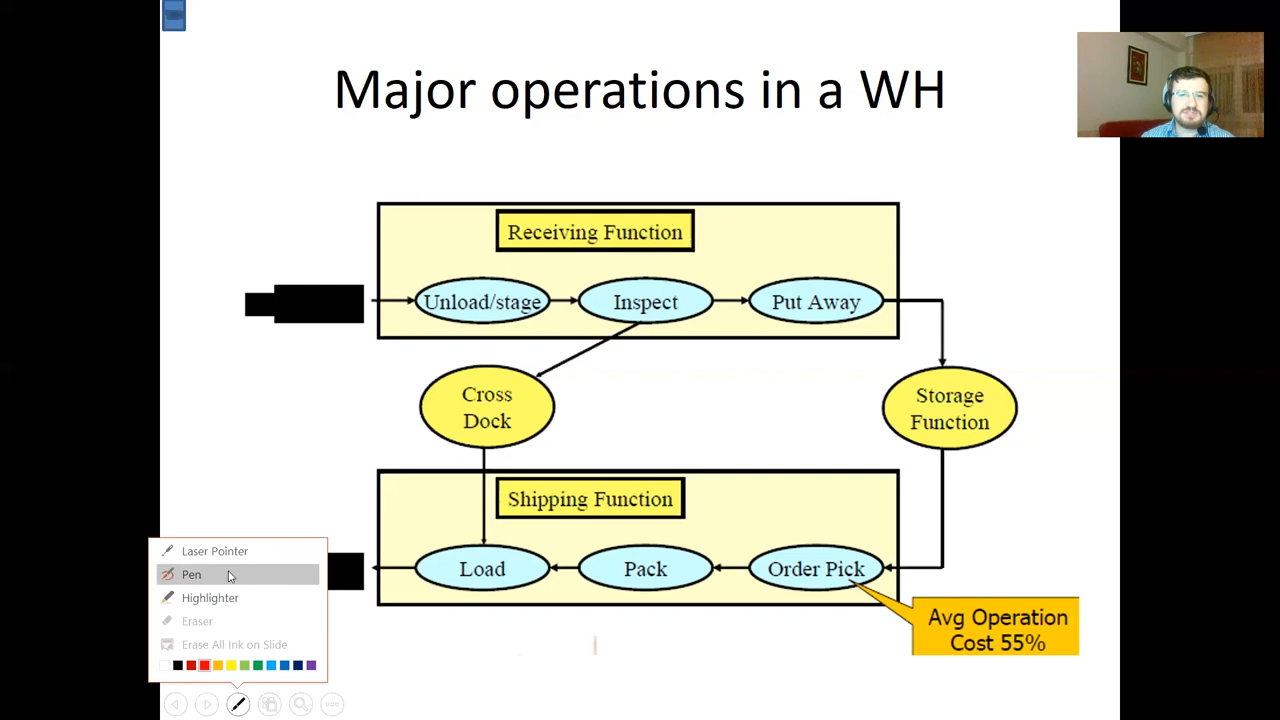 Major operations in a WH
Receiving Function
Unload/stage
Inspect
Put Away
Cross
Dock
Storage
Function
Shipping Function
Load
Pack
Order Pick
Avg Operation
Cost 55%
Laser Pointer
Pen
Highlighter
Eraser
Erase All Ink on Slide